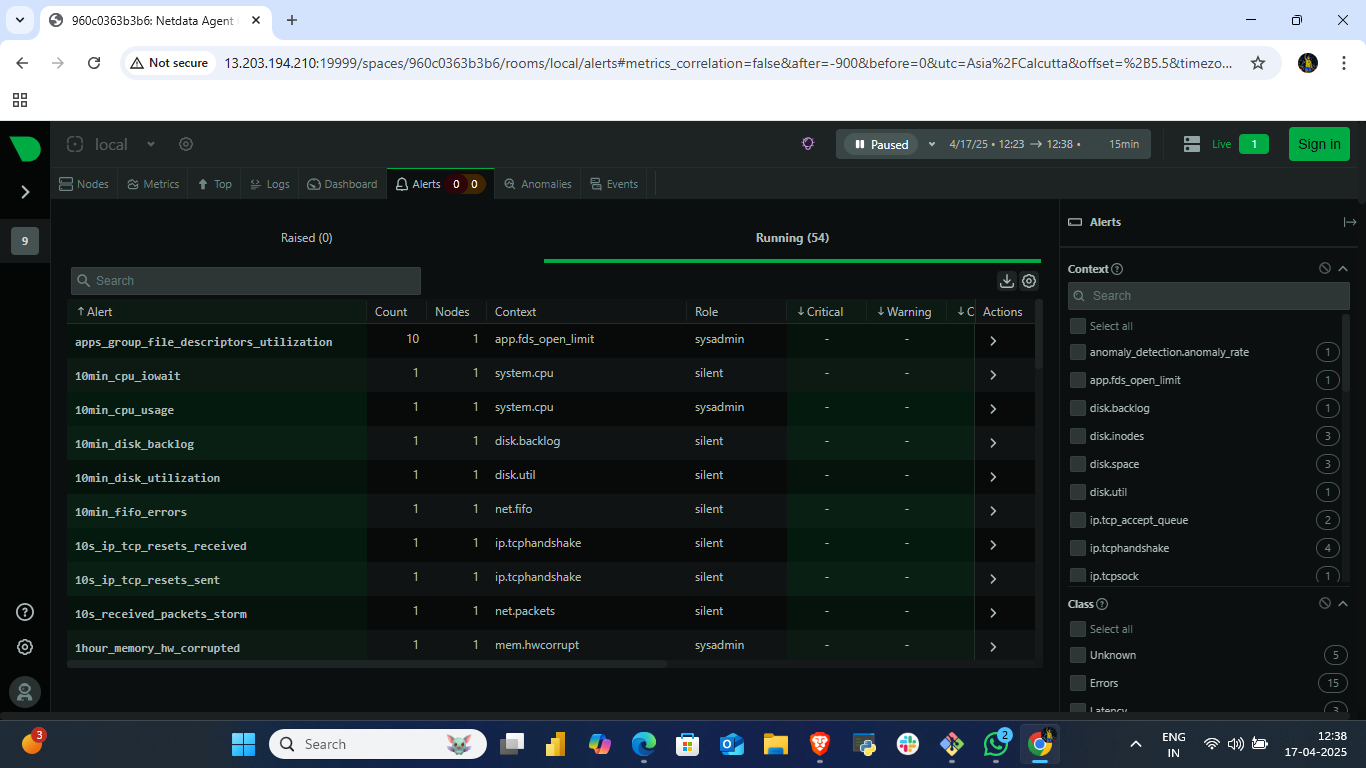 960c0363b3b6: Netdata Agent
Not secure
13.203.194.210:19999/spaces/960c0363b3b6/rooms/local/alerts#metrics_correlation=false&after=-900&before=0&utc=Asia%2FCalcutta&offset=%2B5.5&timezo...
local
Paused
4/17/25 • 12:23 → 12:38 •
15min
Live
1
Sign in
Nodes
Metrics
Top
Logs
Dashboard
Alerts 0 0
Anomalies
Events
9
Raised (0)
Running (54)
Search
↑ Alert Count Nodes Context Role ↓ Critical ↓ Warning ↓ C Actions
apps_group_file_descriptors_utilization 10 1 app.fds_open_limit sysadmin - -
10min_cpu_iowait 1 1 system.cpu silent - -
10min_cpu_usage 1 1 system.cpu sysadmin - -
10min_disk_backlog 1 1 disk.backlog silent - -
10min_disk_utilization 1 1 disk.util silent - -
10min_fifo_errors 1 1 net.fifo silent - -
10s_ip_tcp_resets_received 1 1 ip.tcphandshake silent - -
10s_ip_tcp_resets_sent 1 1 ip.tcphandshake silent - -
10s_received_packets_storm 1 1 net.packets silent - -
1hour_memory_hw_corrupted 1 1 mem.hwcorrupt sysadmin - -
Alerts
Context
Search
Select all
anomaly_detection.anomaly_rate 1
app.fds_open_limit 1
disk.backlog 1
disk.inodes 3
disk.space 3
disk.util 1
ip.tcp_accept_queue 2
ip.tcphandshake 4
ip.tcpsock 1
Class
Select all
Unknown 5
Errors 15
Latency 3
3
Search
2
ENG
IN
12:38
17-04-2025